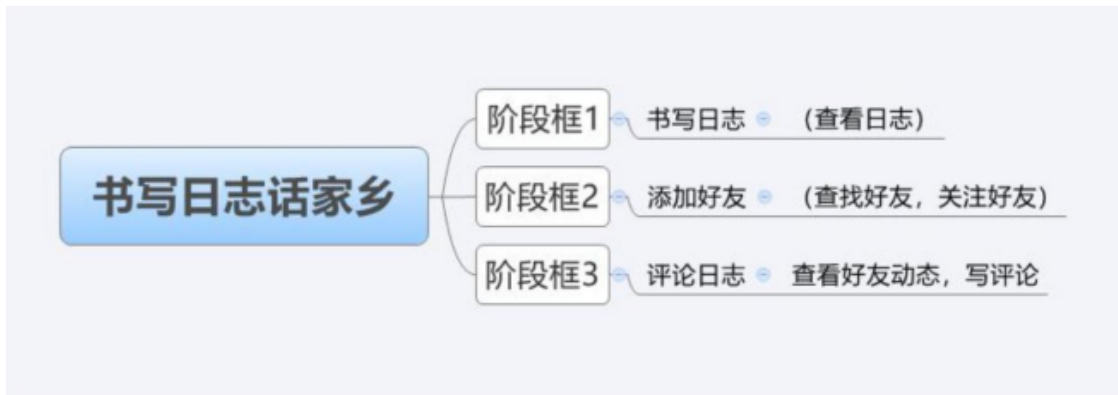 书写日志话家乡
阶段框1 书写日志 （查看日志）
阶段框2 添加好友 （查找好友，关注好友）
阶段框3 评论日志 查看好友动态，写评论